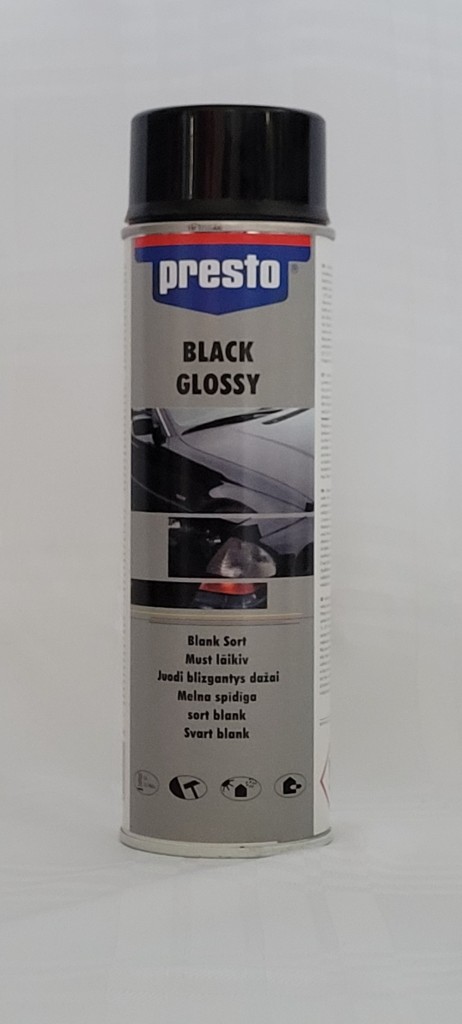 presto®
BLACK
GLOSSY
Blank Sort
Must läikiv
Juodi blizgantys dažai
Melna spīdīga
sort blank
Svart blank